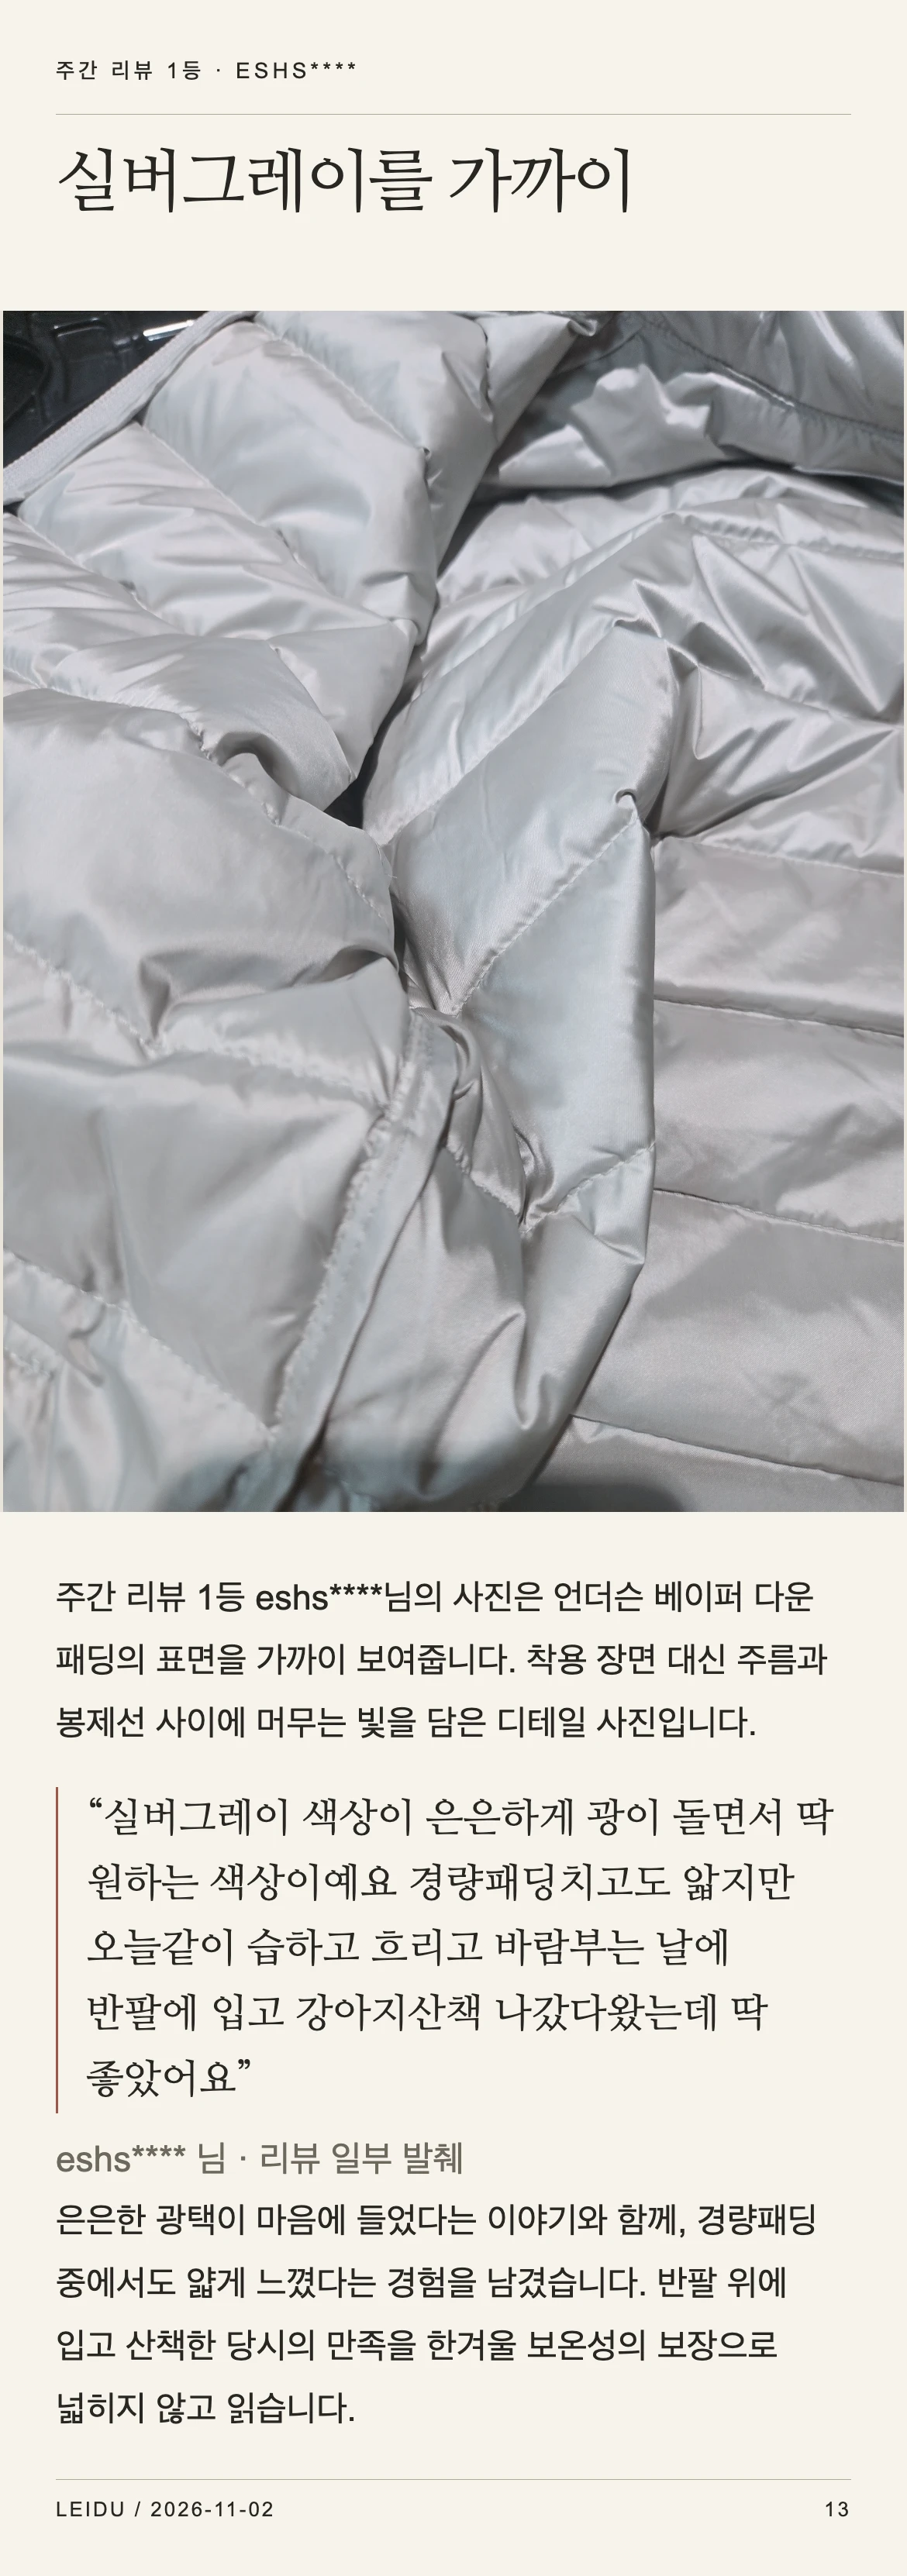 주간 리뷰 1등 · ESHS****
실버그레이를 가까이
주간 리뷰 1등 eshs****님의 사진은 언더슨 베이퍼 다운
패딩의 표면을 가까이 보여줍니다. 착용 장면 대신 주름과
봉제선 사이에 머무는 빛을 담은 디테일 사진입니다.
“실버그레이 색상이 은은하게 광이 돌면서 딱
원하는 색상이예요 경량패딩치고도 얇지만
오늘같이 습하고 흐리고 바람부는 날에
반팔에 입고 강아지산책 나갔다왔는데 딱
좋았어요”
eshs**** 님 · 리뷰 일부 발췌
은은한 광택이 마음에 들었다는 이야기와 함께, 경량패딩
중에서도 얇게 느꼈다는 경험을 남겼습니다. 반팔 위에
입고 산책한 당시의 만족을 한겨울 보온성의 보장으로
넓히지 않고 읽습니다.
LEIDU / 2026-11-02
13